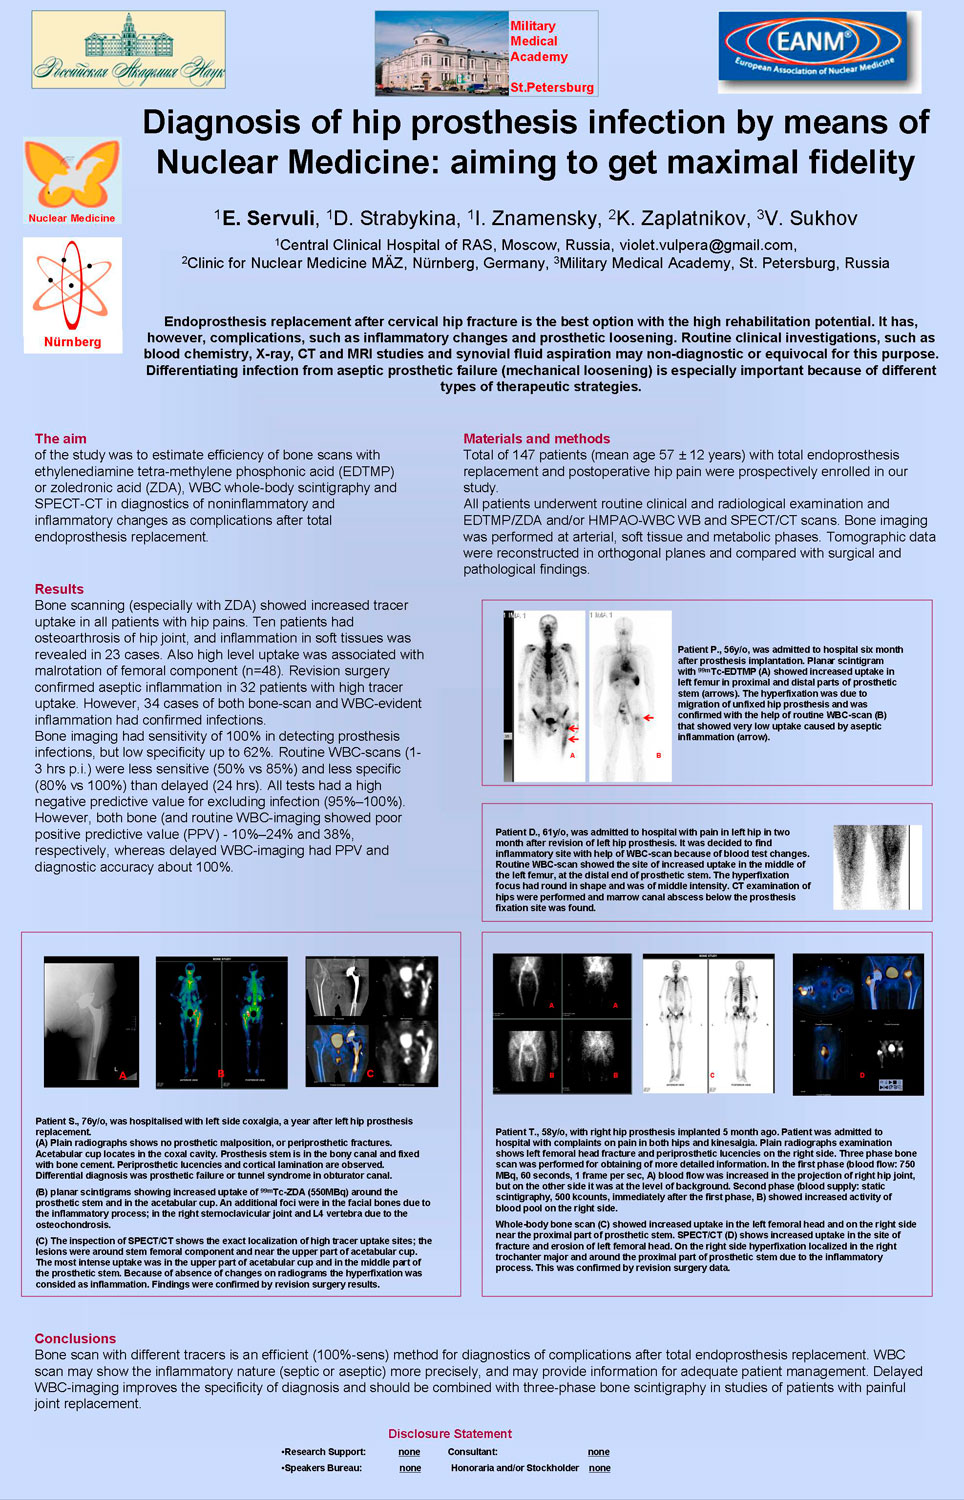 Российская Академия Наук
Military
Medical
Academy
St.Petersburg
EANM®
European Association of Nuclear Medicine
Diagnosis of hip prosthesis infection by means of
Nuclear Medicine: aiming to get maximal fidelity
Nuclear Medicine
Nürnberg
1E. Servuli, 1D. Strabykina, 1I. Znamensky, 2K. Zaplatnikov, 3V. Sukhov
1Central Clinical Hospital of RAS, Moscow, Russia, violet.vulpera@gmail.com,
2Clinic for Nuclear Medicine MÄZ, Nürnberg, Germany, 3Military Medical Academy, St. Petersburg, Russia
Endoprosthesis replacement after cervical hip fracture is the best option with the high rehabilitation potential. It has,
however, complications, such as inflammatory changes and prosthetic loosening. Routine clinical investigations, such as
blood chemistry, X-ray, CT and MRI studies and synovial fluid aspiration may non-diagnostic or equivocal for this purpose.
Differentiating infection from aseptic prosthetic failure (mechanical loosening) is especially important because of different
types of therapeutic strategies.
The aim
of the study was to estimate efficiency of bone scans with
ethylenediamine tetra-methylene phosphonic acid (EDTMP)
or zoledronic acid (ZDA), WBC whole-body scintigraphy and
SPECT-CT in diagnostics of noninflammatory and
inflammatory changes as complications after total
endoprosthesis replacement.
Materials and methods
Total of 147 patients (mean age 57 ± 12 years) with total endoprosthesis
replacement and postoperative hip pain were prospectively enrolled in our
study.
All patients underwent routine clinical and radiological examination and
EDTMP/ZDA and/or HMPAO-WBC WB and SPECT/CT scans. Bone imaging
was performed at arterial, soft tissue and metabolic phases. Tomographic data
were reconstructed in orthogonal planes and compared with surgical and
pathological findings.
Results
Bone scanning (especially with ZDA) showed increased tracer
uptake in all patients with hip pains. Ten patients had
osteoarthrosis of hip joint, and inflammation in soft tissues was
revealed in 23 cases. Also high level uptake was associated with
malrotation of femoral component (n=48). Revision surgery
confirmed aseptic inflammation in 32 patients with high tracer
uptake. However, 34 cases of both bone-scan and WBC-evident
inflammation had confirmed infections.
Bone imaging had sensitivity of 100% in detecting prosthesis
infections, but low specificity up to 62%. Routine WBC-scans (1-
3 hrs p.i.) were less sensitive (50% vs 85%) and less specific
(80% vs 100%) than delayed (24 hrs). All tests had a high
negative predictive value for excluding infection (95%–100%).
However, both bone (and routine WBC-imaging showed poor
positive predictive value (PPV) - 10%–24% and 38%,
respectively, whereas delayed WBC-imaging had PPV and
diagnostic accuracy about 100%.
A
B
Patient P., 56y/o, was admitted to hospital six month
after prosthesis implantation. Planar scintigram
with 99mTc-EDTMP (A) showed increased uptake in
left femur in proximal and distal parts of prosthetic
stem (arrows). The hyperfixation was due to
migration of unfixed hip prosthesis and was
confirmed with the help of routine WBC-scan (B)
that showed very low uptake caused by aseptic
inflammation (arrow).
Patient D., 61y/o, was admitted to hospital with pain in left hip in two
month after revision of left hip prosthesis. It was decided to find
inflammatory site with help of WBC-scan because of blood test changes.
Routine WBC-scan showed the site of increased uptake in the middle of
the left femur, at the distal end of prosthetic stem. The hyperfixation
focus had round in shape and was of middle intensity. CT examination of
hips were performed and marrow canal abscess below the prosthesis
fixation site was found.
L
A
BONE STUDY
B
C
Patient S., 76y/o, was hospitalised with left side coxalgia, a year after left hip prosthesis
replacement.
(A) Plain radiographs shows no prosthetic malposition, or periprosthetic fractures.
Acetabular cup locates in the coxal cavity. Prosthesis stem is in the bony canal and fixed
with bone cement. Periprosthetic lucencies and cortical lamination are observed.
Differential diagnosis was prosthetic failure or tunnel syndrome in obturator canal.
(B) planar scintigrams showing increased uptake of 99mTc-ZDA (550MBq) around the
prosthetic stem and in the acetabular cup. An additional foci were in the facial bones due to
the inflammatory process; in the right sternoclavicular joint and L4 vertebra due to the
osteochondrosis.
(C) The inspection of SPECT/CT shows the exact localization of high tracer uptake sites; the
lesions were around stem femoral component and near the upper part of acetabular cup.
The most intense uptake was in the upper part of acetabular cup and in the middle part of
the prosthetic stem. Because of absence of changes on radiograms the hyperfixation was
consided as inflammation. Findings were confirmed by revision surgery results.
A
A
B
B
BONE STUDY
C
D
Patient T., 58y/o, with right hip prosthesis implanted 5 month ago. Patient was admitted to
hospital with complaints on pain in both hips and kinesalgia. Plain radiographs examination
shows left femoral head fracture and periprosthetic lucencies on the right side. Three phase bone
scan was performed for obtaining of more detailed information. In the first phase (blood flow: 750
MBq, 60 seconds, 1 frame per sec, A) blood flow was increased in the projection of right hip joint,
but on the other side it was at the level of background. Second phase (blood supply: static
scintigraphy, 500 kcounts, immediately after the first phase, B) showed increased activity of
blood pool on the right side.
Whole-body bone scan (C) showed increased uptake in the left femoral head and on the right side
near the proximal part of prosthetic stem. SPECT/CT (D) shows increased uptake in the site of
fracture and erosion of left femoral head. On the right side hyperfixation localized in the right
trochanter major and around the proximal part of prosthetic stem due to the inflammatory
process. This was confirmed by revision surgery data.
Conclusions
Bone scan with different tracers is an efficient (100%-sens) method for diagnostics of complications after total endoprosthesis replacement. WBC
scan may show the inflammatory nature (septic or aseptic) more precisely, and may provide information for adequate patient management. Delayed
WBC-imaging improves the specificity of diagnosis and should be combined with three-phase bone scintigraphy in studies of patients with painful
joint replacement.
Disclosure Statement
•Research Support: none Consultant: none
•Speakers Bureau: none Honoraria and/or Stockholder none